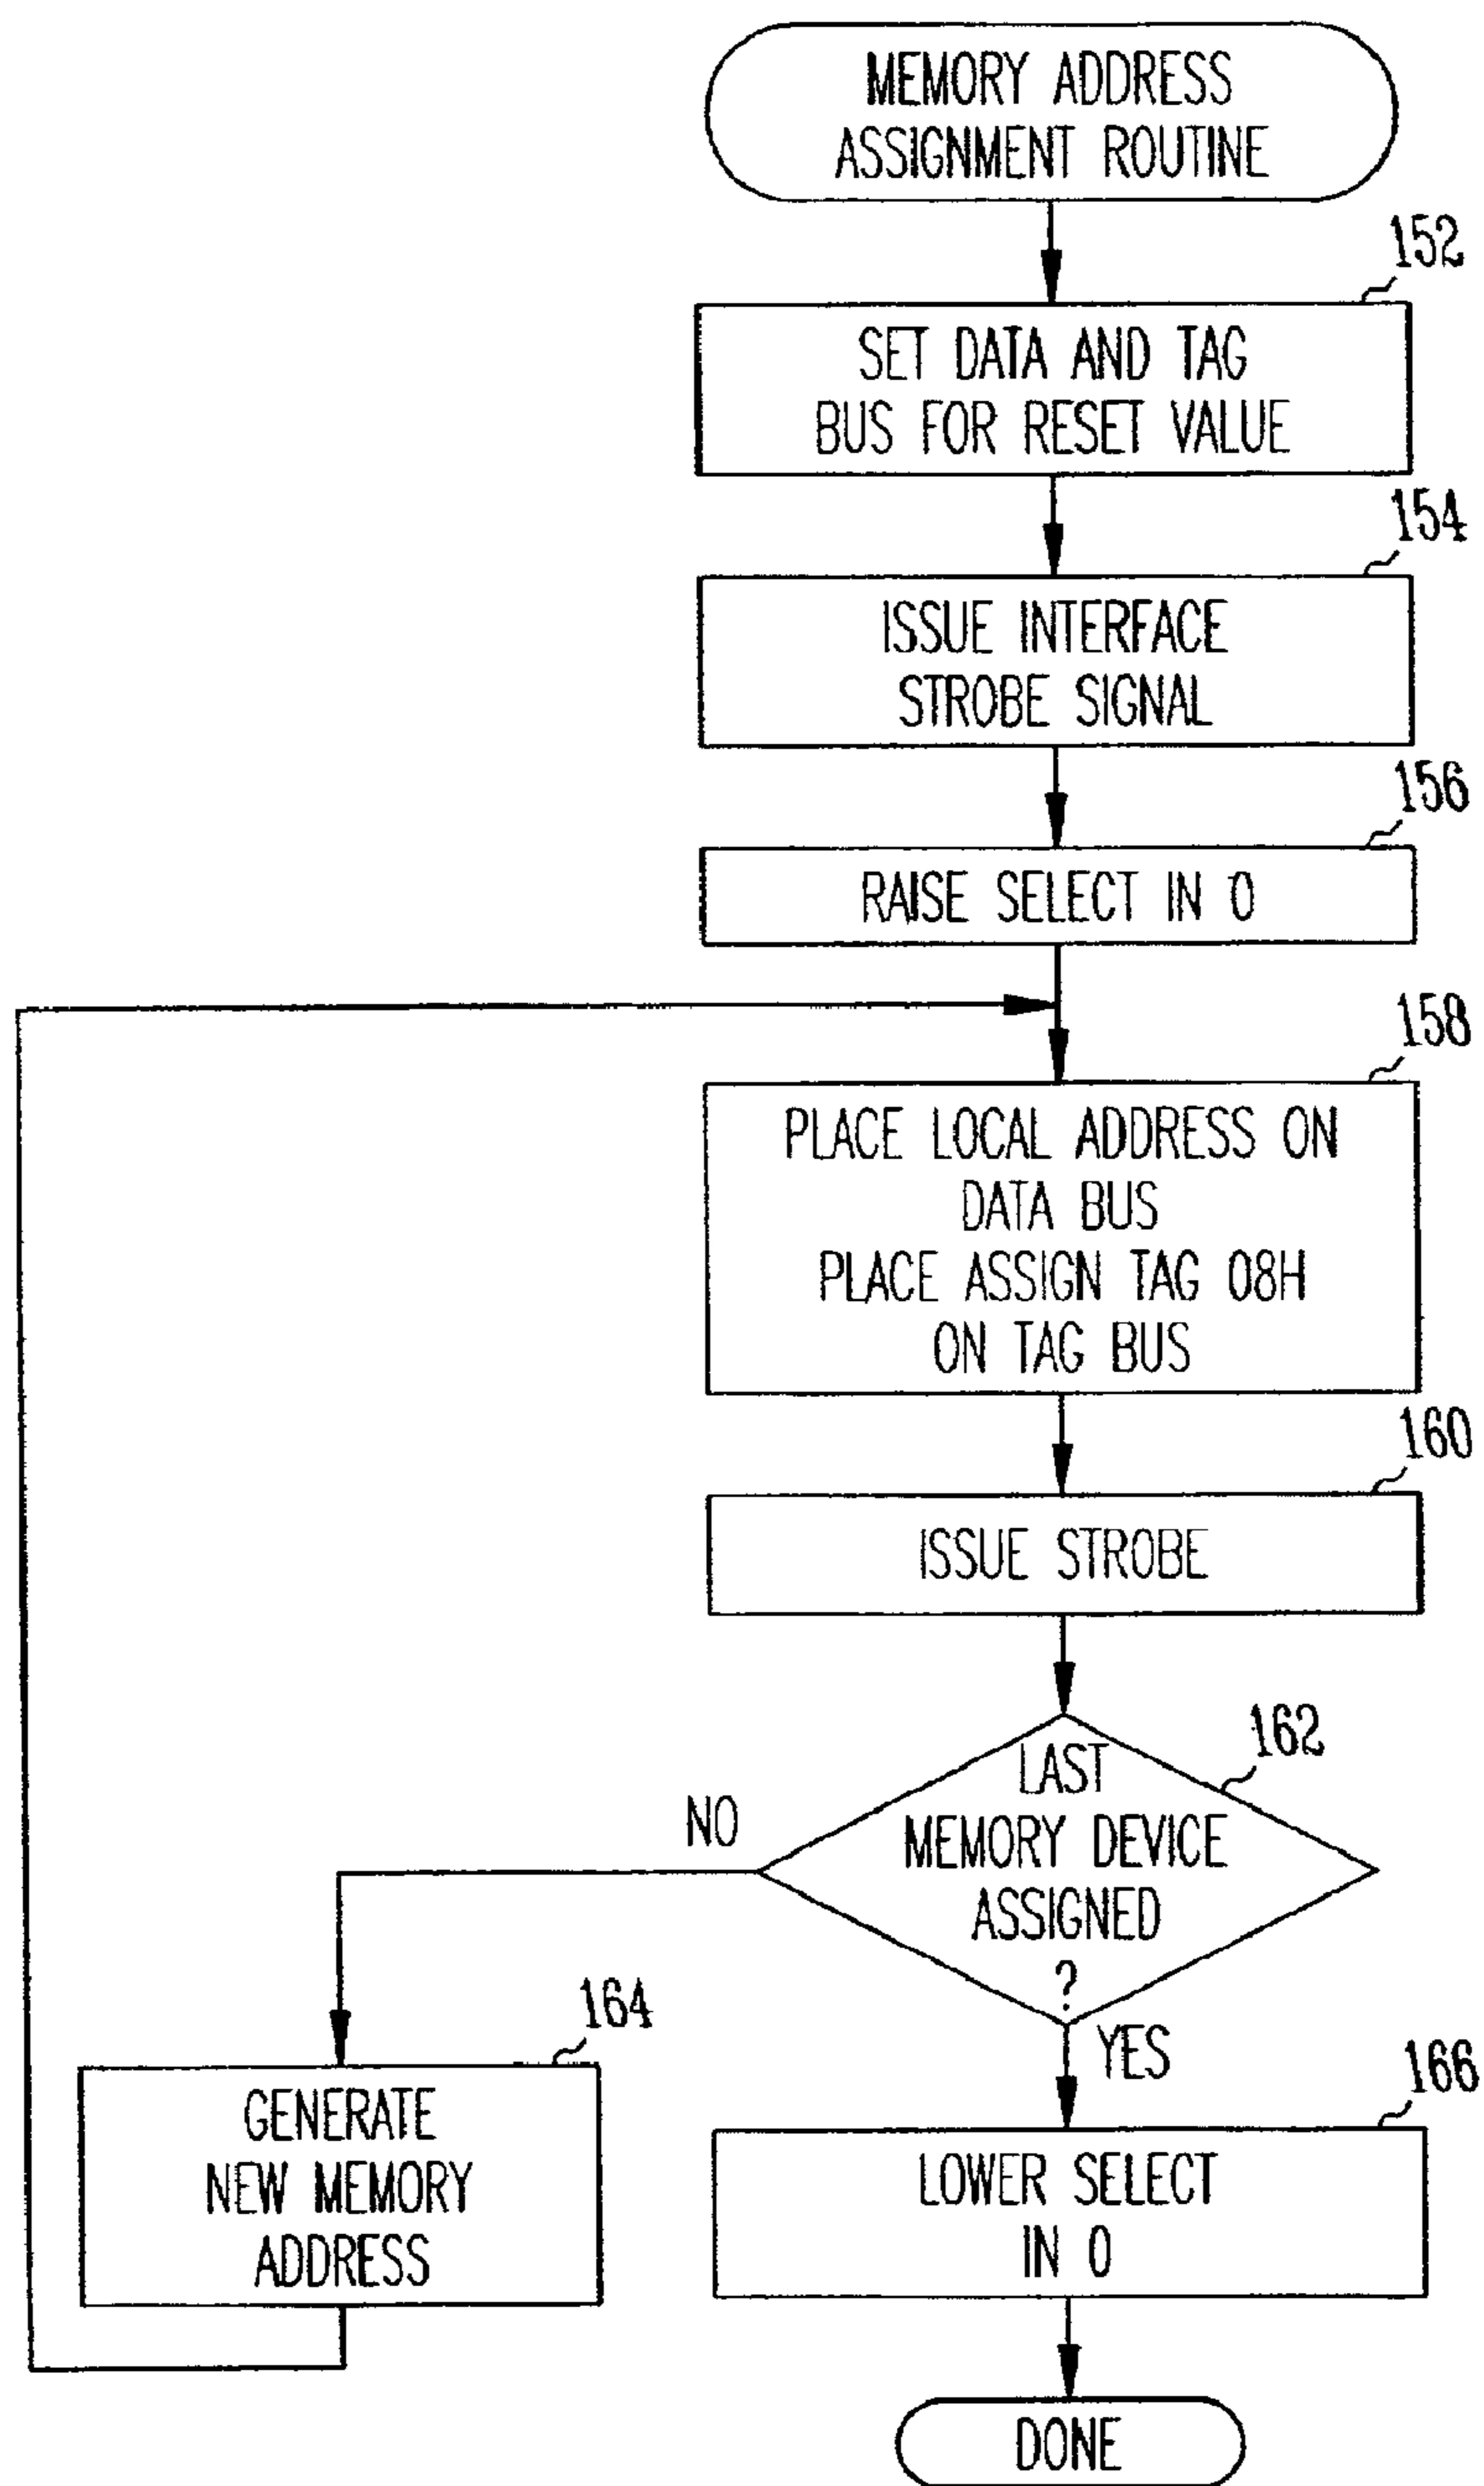 MEMORY ADDRESS
ASSIGNMENT ROUTINE
152
SET DATA AND TAG
BUS FOR RESET VALUE
154
ISSUE INTERFACE
STROBE SIGNAL
156
RAISE SELECT IN 0
158
PLACE LOCAL ADDRESS ON
DATA BUS
PLACE ASSIGN TAG 08H
ON TAG BUS
160
ISSUE STROBE
162
LAST
MEMORY DEVICE
ASSIGNED
?
NO
YES
164
GENERATE
NEW MEMORY
ADDRESS
166
LOWER SELECT
IN 0
DONE